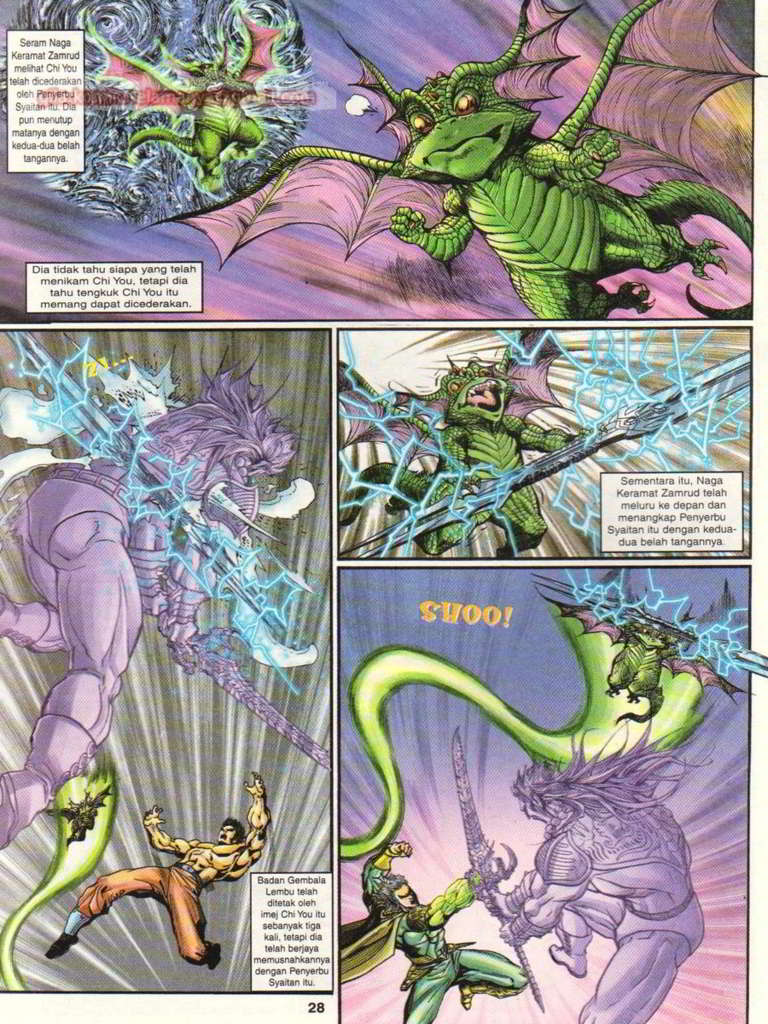 Seram Naga
Keramat Zamrud
melihat Chi You
telah dicederakan
oleh Penyerbu
Syaitan itu. Dia
pun menutup
matanya dengan
kedua-dua belah
tangannya.
Dia tidak tahu siapa yang telah
menikam Chi You, tetapi dia
tahu tengkuk Chi You itu
memang dapat dicederakan.
ZI...
Sementara itu, Naga
Keramat Zamrud telah
meluru ke depan dan
menangkap Penyerbu
Syaitan itu dengan kedua-
dua belah tangannya.
SHOO!
Badan Gembala
Lembu telah
ditetak oleh
imej Chi You itu
sebanyak tiga
kali, tetapi dia
telah berjaya
memusnahkannya
dengan Penyerbu
Syaitan itu.
28